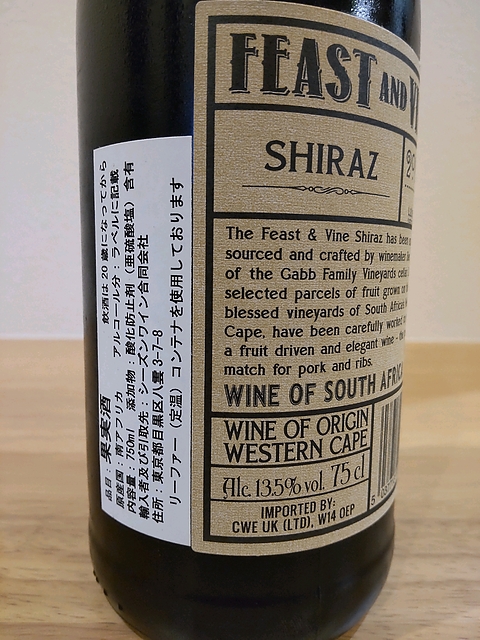 FEAST AND
SHIRAZ
The Feast & Vine Shiraz has been
sourced and crafted by winemaker
of the Gabb Family Vineyards
selected parcels of fruit grown
blessed vineyards of South
Cape, have been carefully worked
a fruit driven and elegant wine -
match for pork and ribs.
WINE OF SOUTH AFRICA
WINE OF ORIGIN
WESTERN CAPE
Alc. 13.5% vol. 75 cl
IMPORTED BY:
CWE UK (LTD), W14 0EP
品目：果実酒 飲酒は20歳になってから
原産国：南アフリカ アルコール分：ラベルに記載
内容量：750ml 添加物：酸化防止剤（亜硫酸塩）含有
輸入者及び引取先：シーズンワイン合同会社
住所：東京都目黒区八雲3-7-8
リーファー（定温）コンテナを使用しております